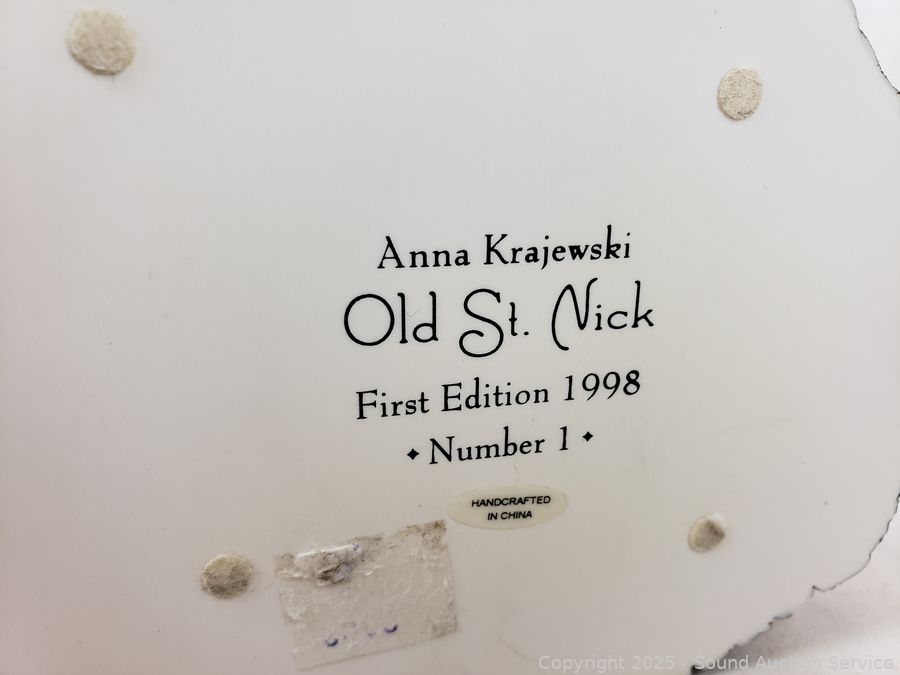 Anna Krajewski
Old St. Nick
First Edition 1998
◆ Number 1 ◆
HANDCRAFTED
IN CHINA
Copyright 2025 - Sound Auction Service